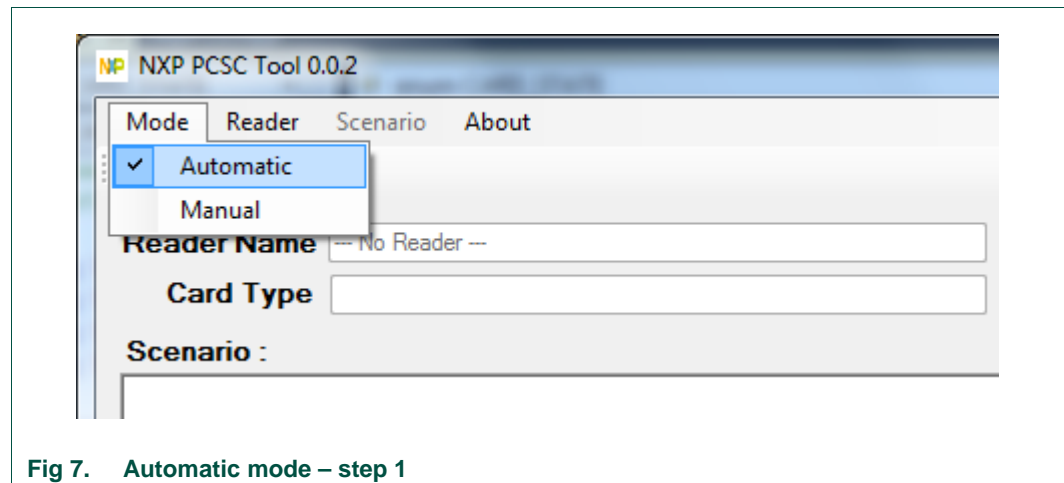 NXP NXP PCSC Tool 0.0.2
Mode Reader Scenario About
Automatic
Manual
Reader Name --- No Reader ---
Card Type
Scenario :
Fig 7. Automatic mode – step 1